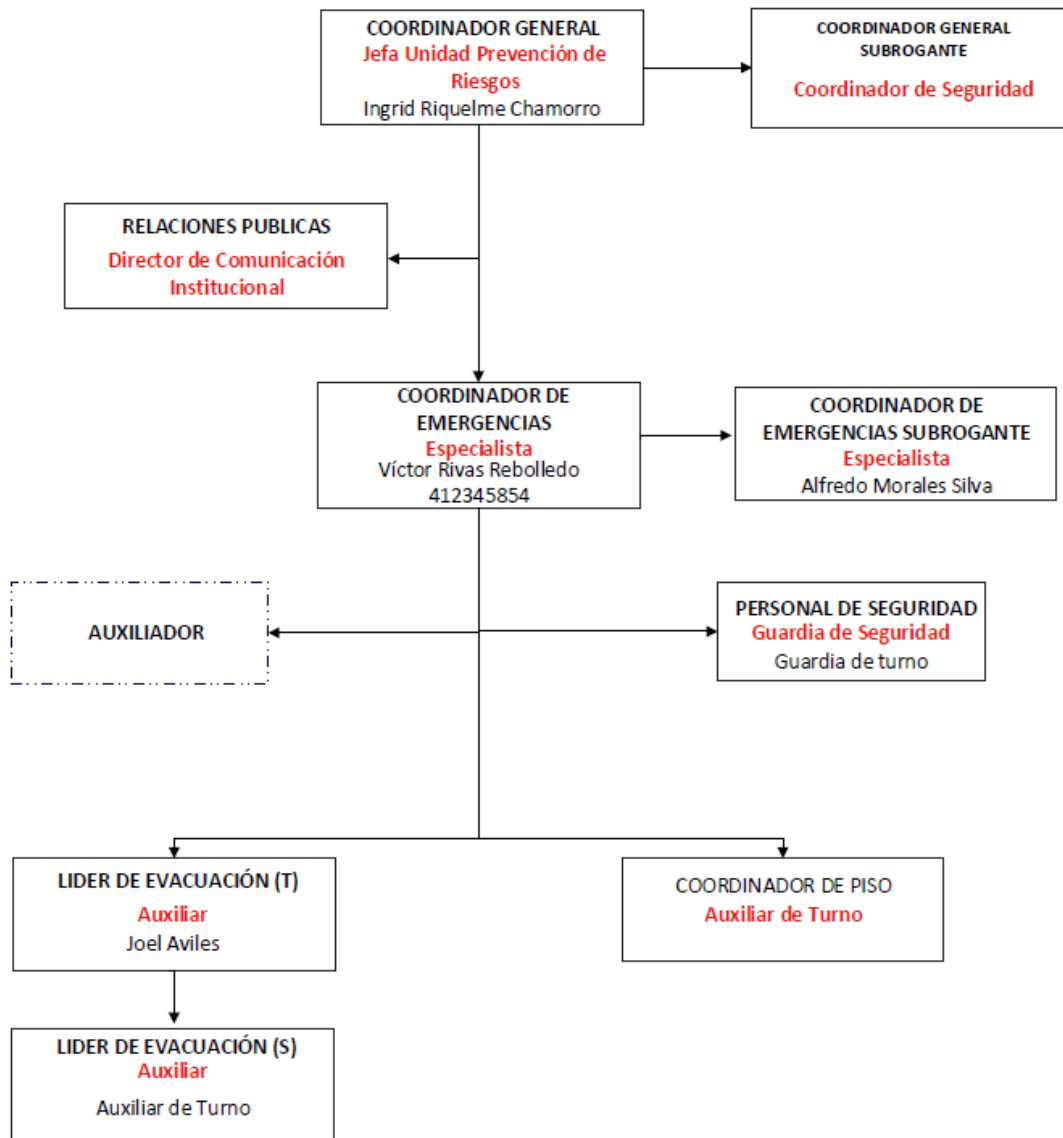 COORDINADOR GENERAL
Jefa Unidad Prevención de
Riesgos
Ingrid Riquelme Chamorro
COORDINADOR GENERAL
SUBROGANTE
Coordinador de Seguridad
RELACIONES PUBLICAS
Director de Comunicación
Institucional
COORDINADOR DE
EMERGENCIAS
Especialista
Víctor Rivas Rebolledo
412345854
COORDINADOR DE
EMERGENCIAS SUBROGANTE
Especialista
Alfredo Morales Silva
AUXILIADOR
PERSONAL DE SEGURIDAD
Guardia de Seguridad
Guardia de turno
LIDER DE EVACUACIÓN (T)
Auxiliar
Joel Aviles
COORDINADOR DE PISO
Auxiliar de Turno
LIDER DE EVACUACIÓN (S)
Auxiliar
Auxiliar de Turno